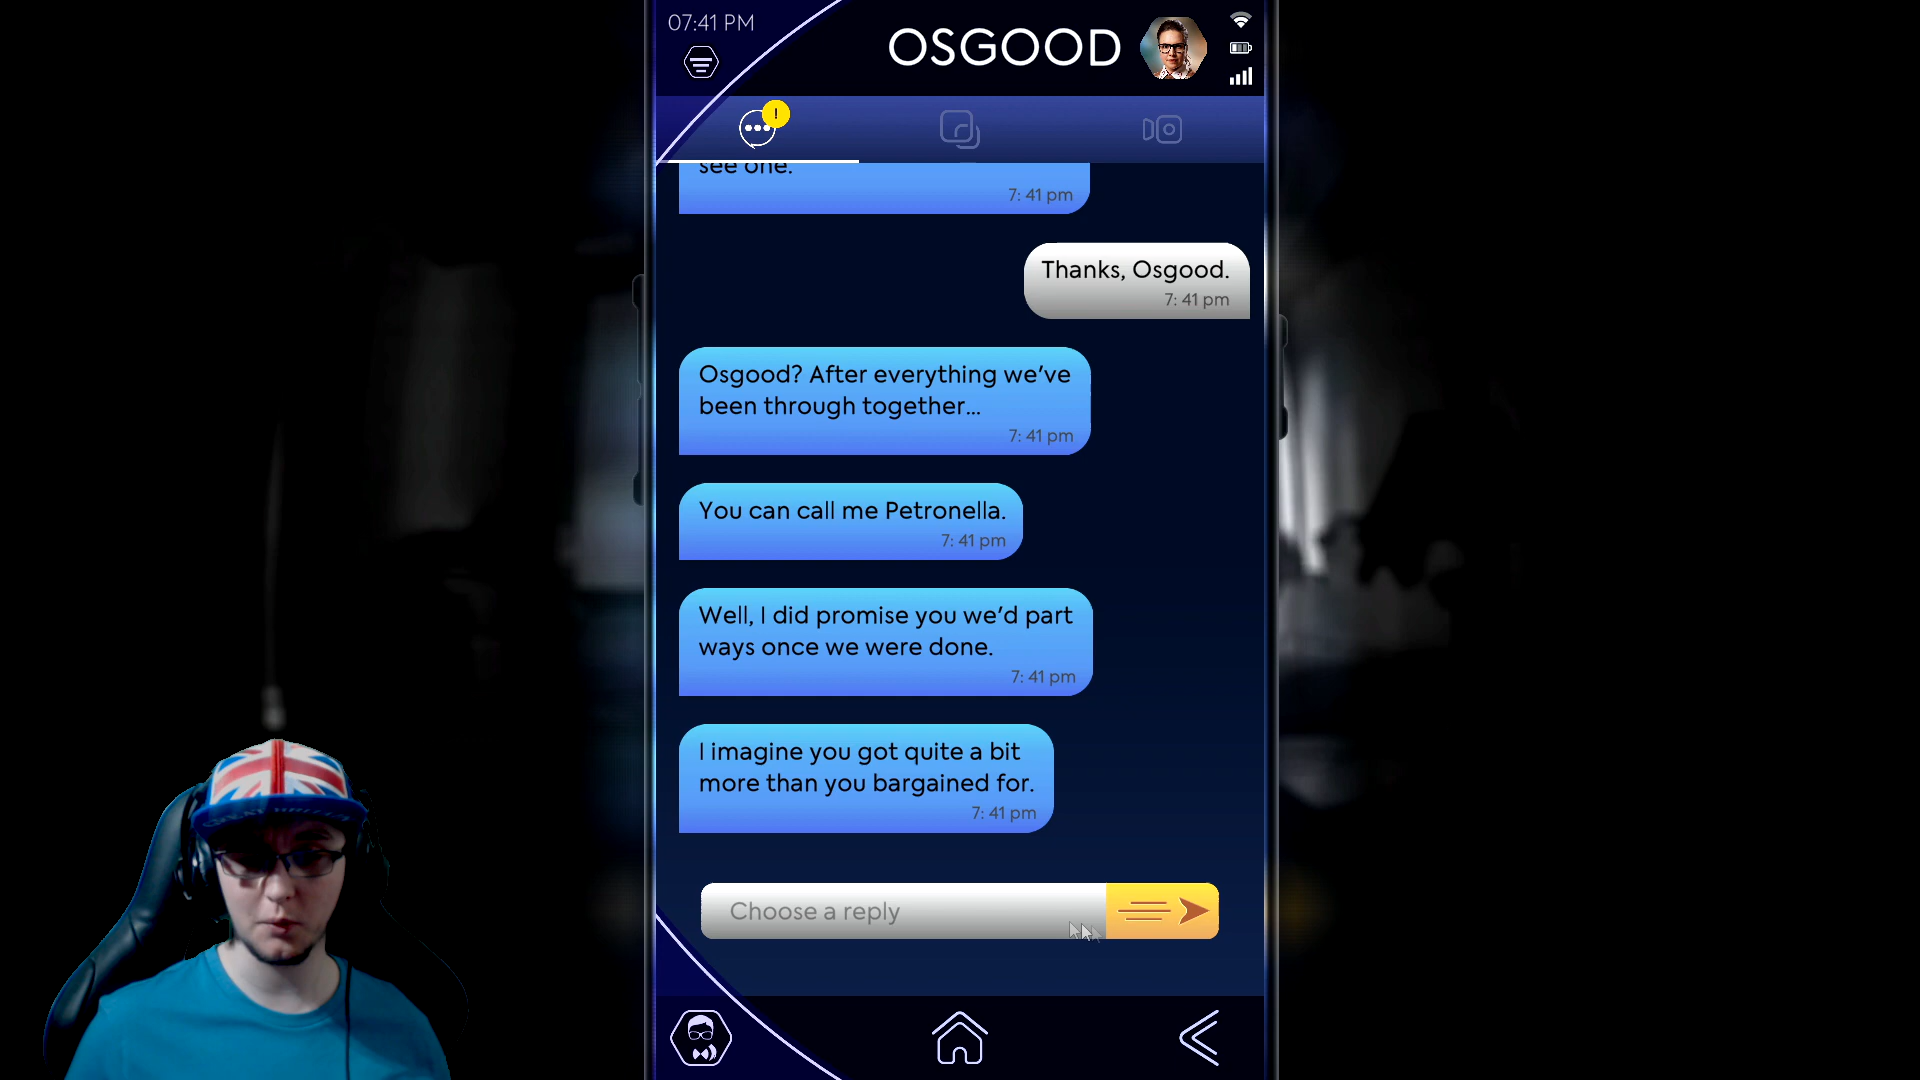 07:41 PM
OSGOOD
!
see one.
7: 41 pm
Thanks, Osgood.
7: 41 pm
Osgood? After everything we've
been through together...
7: 41 pm
You can call me Petronella.
7: 41 pm
Well, I did promise you we'd part
ways once we were done.
7: 41 pm
I imagine you got quite a bit
more than you bargained for.
7: 41 pm
Choose a reply